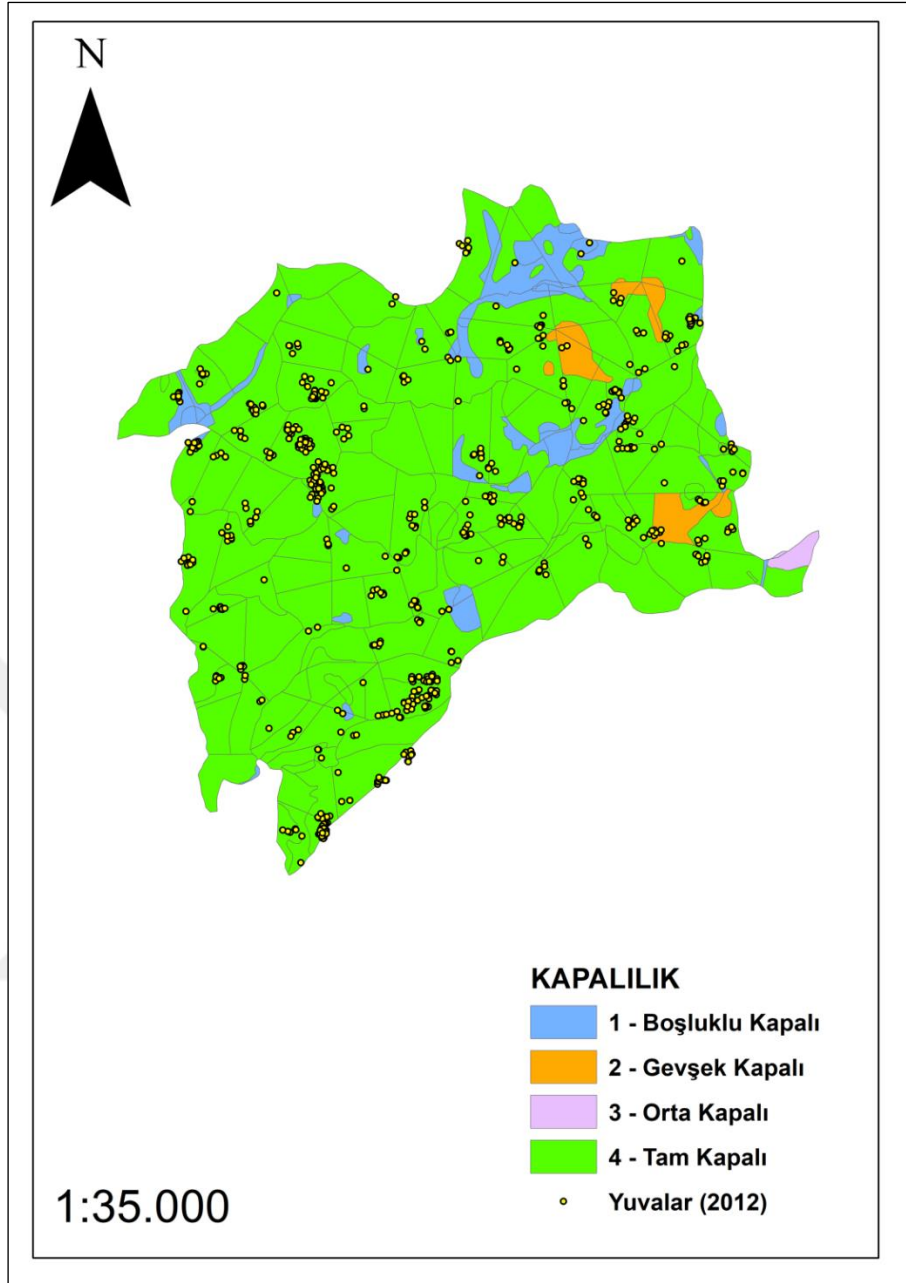 N
KAPALILIK
1 - Boşluklu Kapalı
2 - Gevşek Kapalı
3 - Orta Kapalı
4 - Tam Kapalı
Yuvalar (2012)
1:35.000